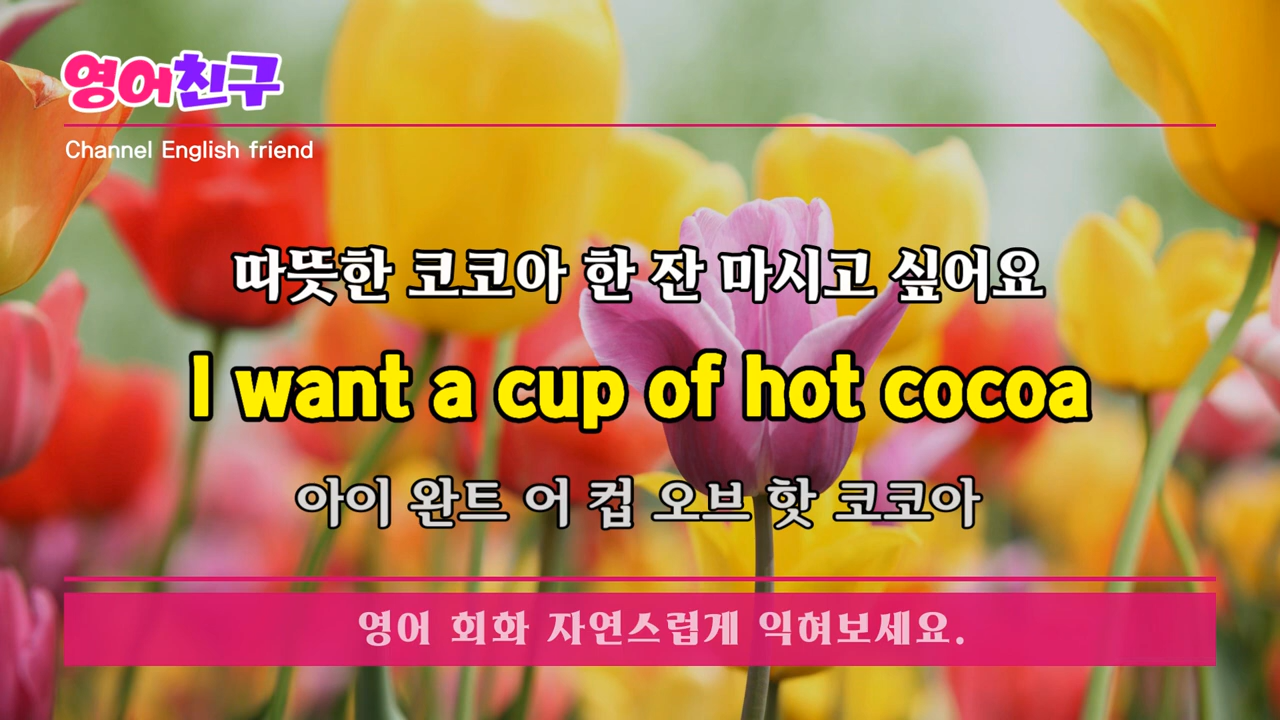 영어친구
Channel English friend
따뜻한 코코아 한 잔 마시고 싶어요
I want a cup of hot cocoa
아이 완트 어 컵 오브 핫 코코아
영어 회화 자연스럽게 익혀보세요.